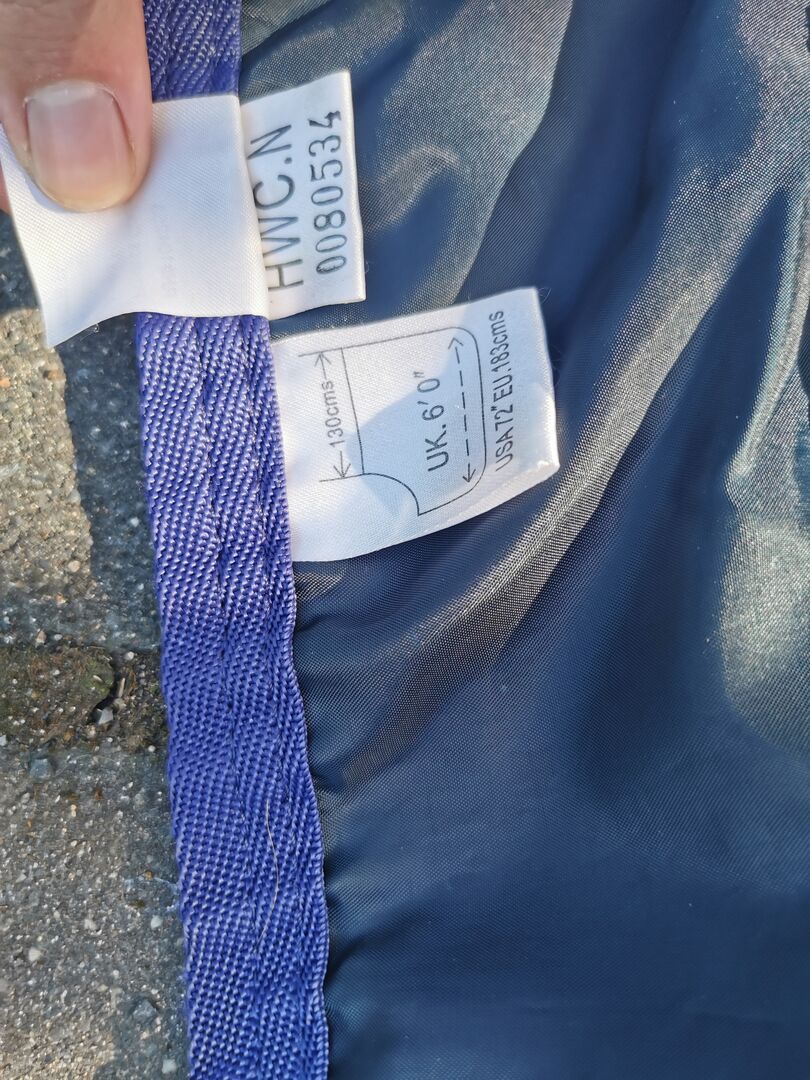 HWC.N
0080534
130cms
UK. 6'0"
USA 72" EU.183cms